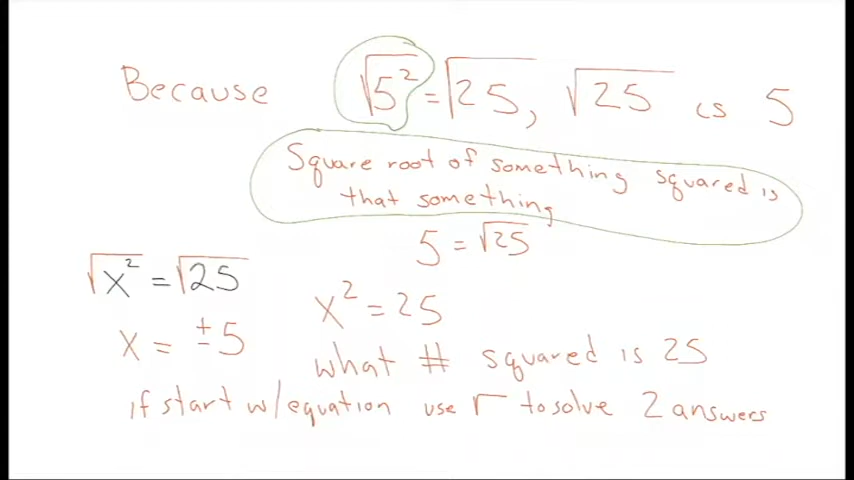 Because √5² = √25, √25 is 5
Square root of something squared is
that something
5 = √25
√x² = √25
x = ±5
x² = 25
what # squared is 25
if start w/equation use √ to solve 2 answers